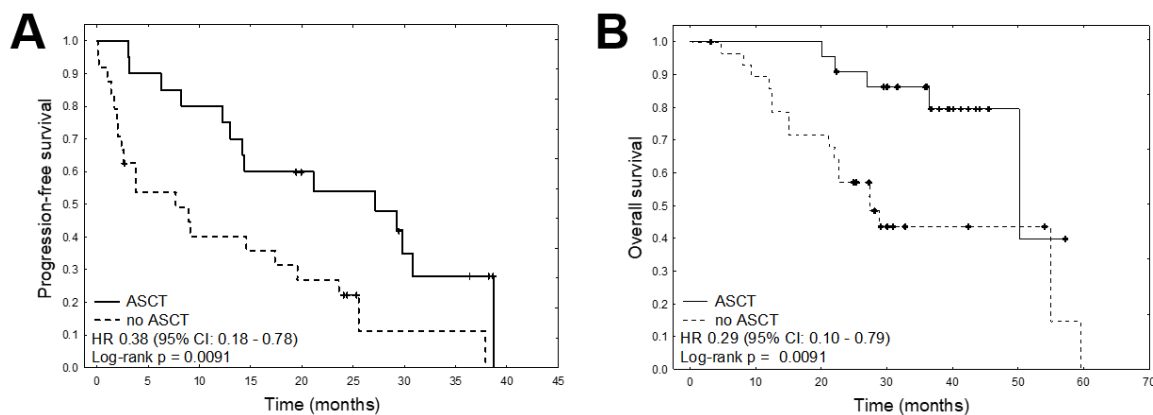 A
1.0
0.9
0.8
0.7
0.6
0.5
0.4
0.3
0.2
0.1
0.0
Progression-free survival
ASCT
no ASCT
HR 0.38 (95% CI: 0.18 - 0.78)
Log-rank p = 0.0091
0 5 10 15 20 25 30 35 40 45
Time (months)
B
1.0
0.9
0.8
0.7
0.6
0.5
0.4
0.3
0.2
0.1
0.0
Overall survival
ASCT
no ASCT
HR 0.29 (95% CI: 0.10 - 0.79)
Log-rank p = 0.0091
0 10 20 30 40 50 60 70
Time (months)